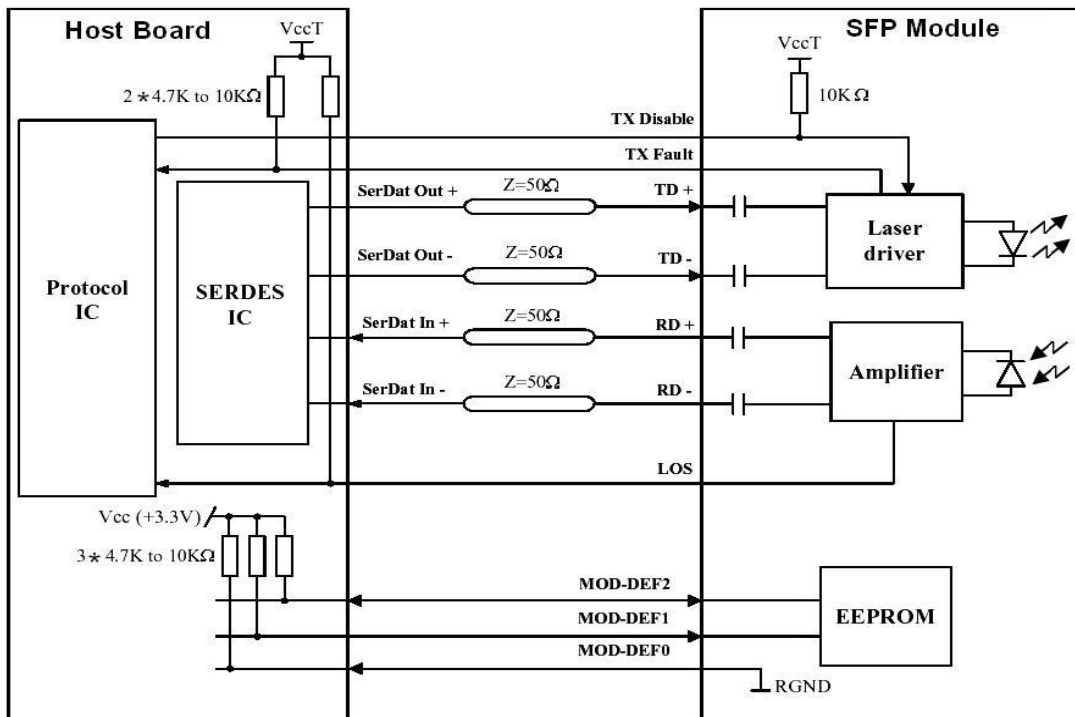 Host Board
SFP Module
VccT
VccT
2*4.7K to 10KΩ
10KΩ
TX Disable
TX Fault
SerDat Out +
Z=50Ω
TD +
SerDat Out -
Z=50Ω
TD -
Laser
driver
Protocol
IC
SERDES
IC
SerDat In +
Z=50Ω
RD +
SerDat In -
Z=50Ω
RD -
Amplifier
LOS
Vcc (+3.3V)
3*4.7K to 10KΩ
MOD-DEF2
MOD-DEF1
MOD-DEF0
EEPROM
RGND